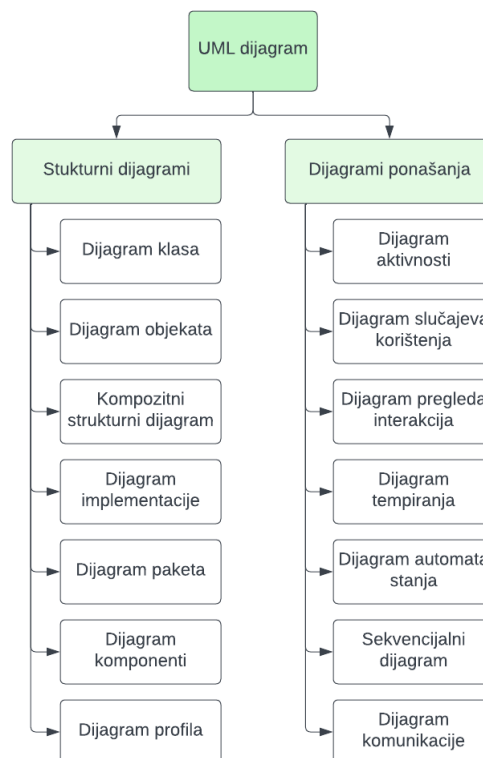 UML dijagram
Stukturni dijagrami
Dijagram klasa
Dijagram objekata
Kompozitni
strukturni dijagram
Dijagram
implementacije
Dijagram paketa
Dijagram
komponenti
Dijagram profila
Dijagrami ponašanja
Dijagram
aktivnosti
Dijagram slučajeva
korištenja
Dijagram pregleda
interakcija
Dijagram
tempiranja
Dijagram automata
stanja
Sekvencijalni
dijagram
Dijagram
komunikacije